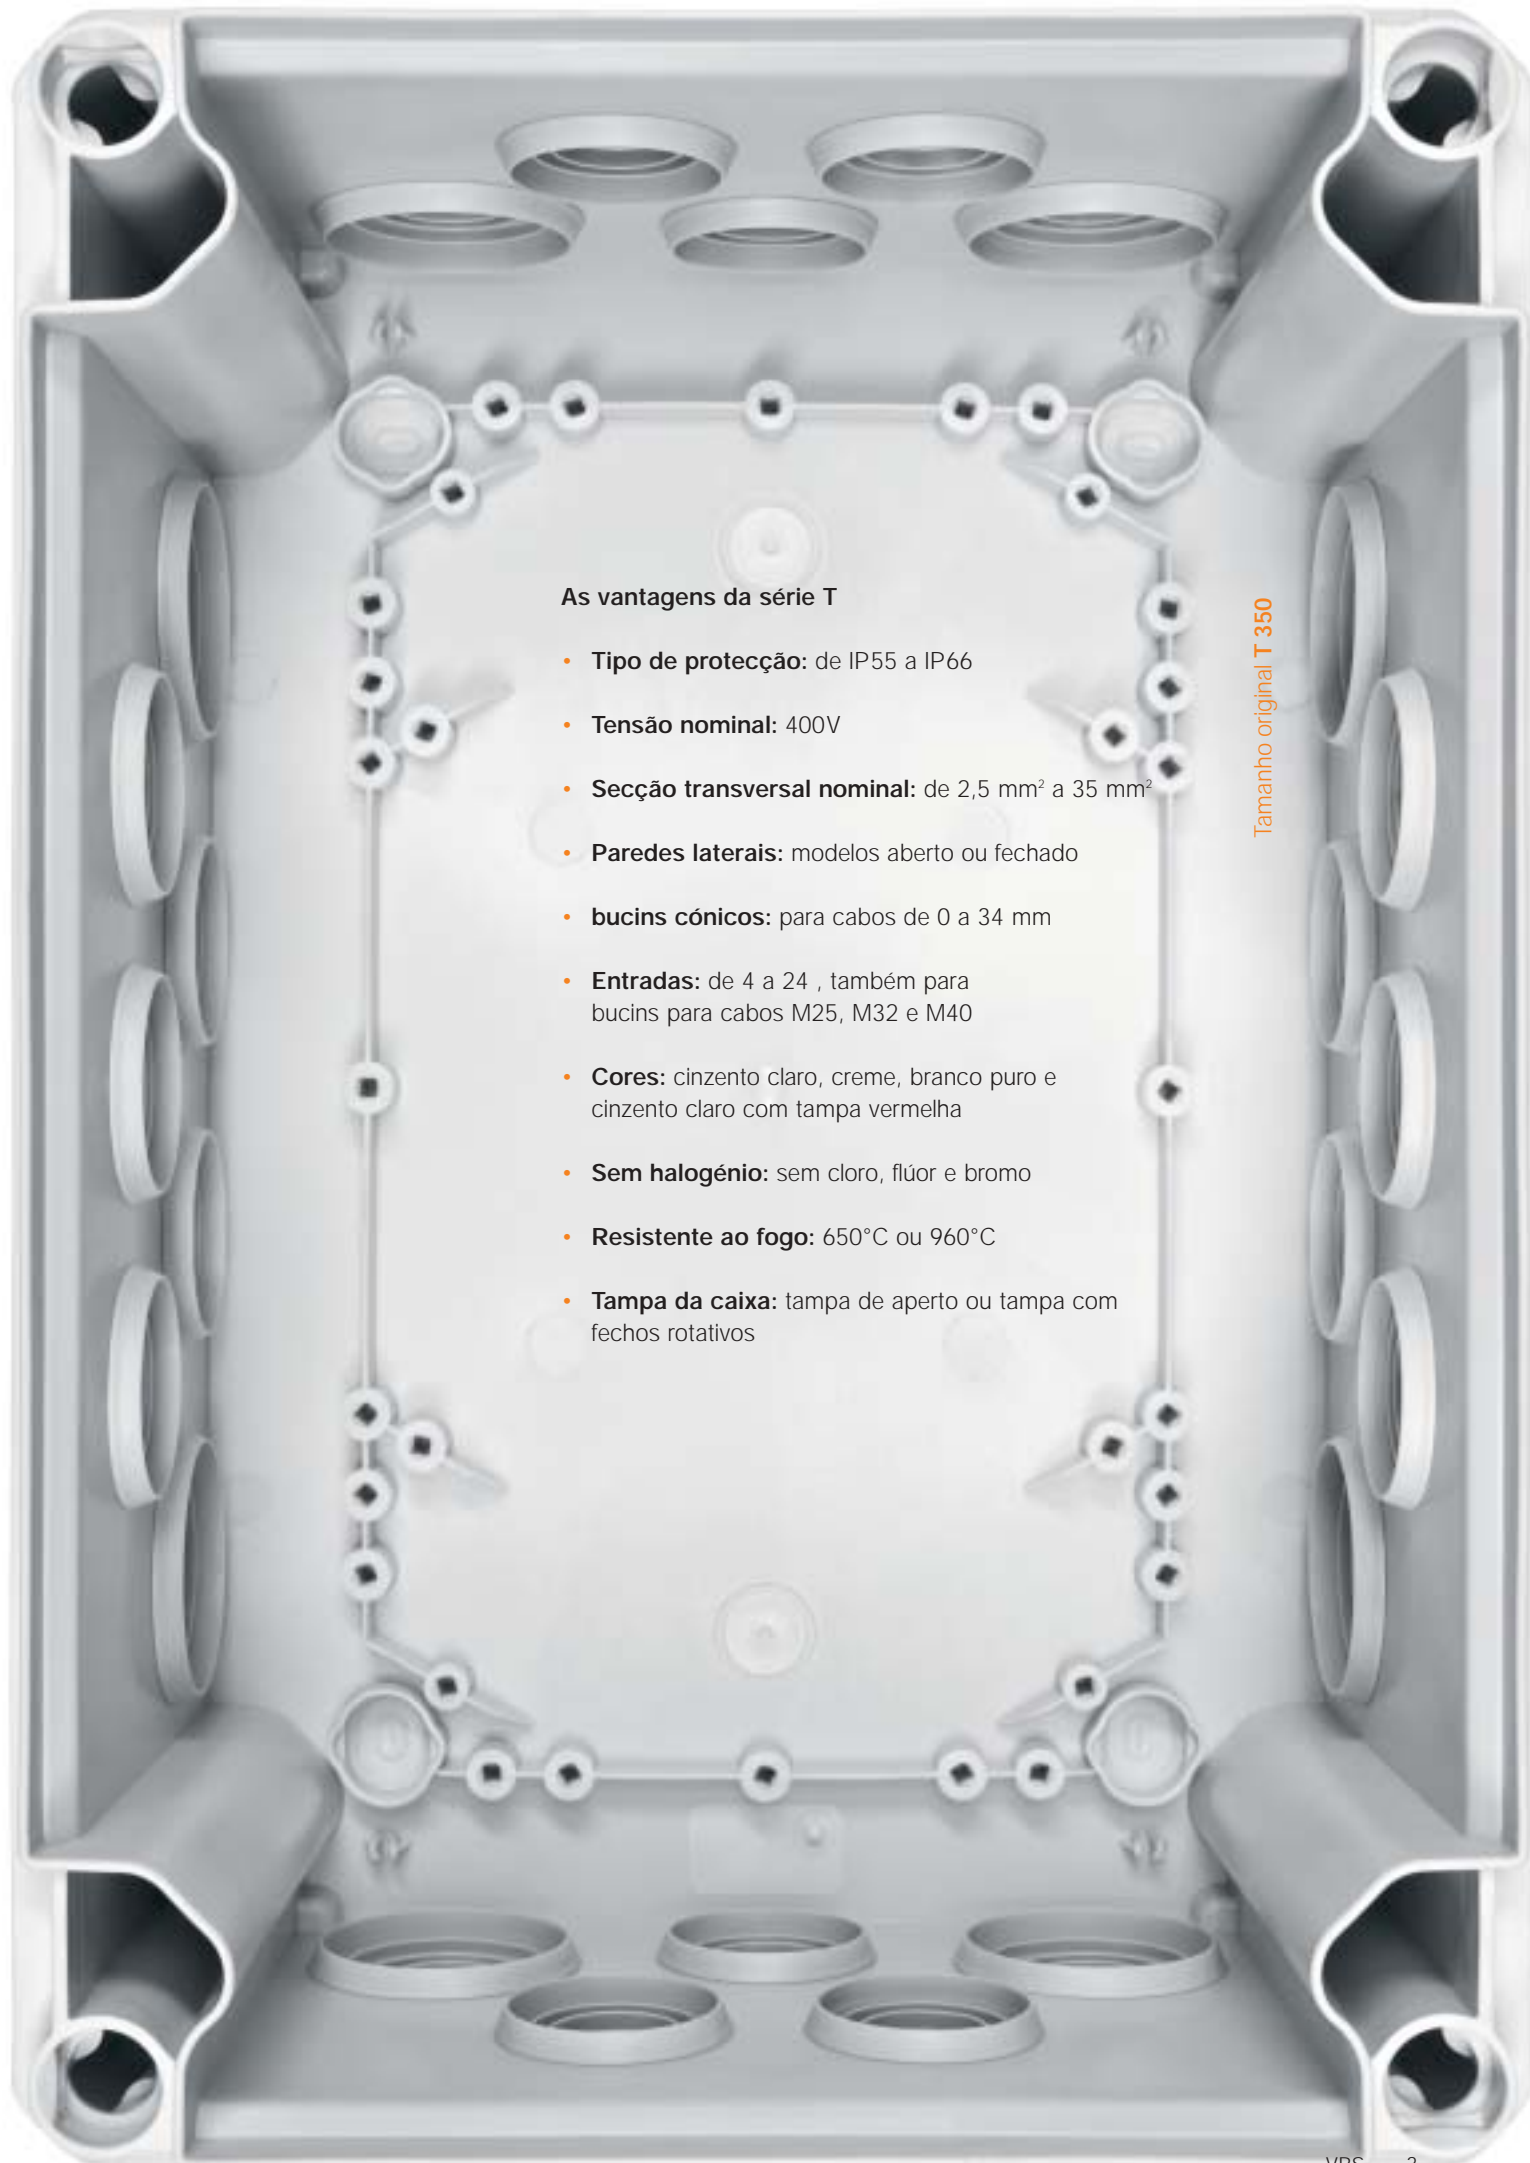 As vantagens da série T
• Tipo de protecção: de IP55 a IP66
• Tensão nominal: 400V
• Secção transversal nominal: de 2,5 mm² a 35 mm²
• Paredes laterais: modelos aberto ou fechado
• bucins cónicos: para cabos de 0 a 34 mm
• Entradas: de 4 a 24 , também para
bucins para cabos M25, M32 e M40
• Cores: cinzento claro, creme, branco puro e
cinzento claro com tampa vermelha
• Sem halogénio: sem cloro, flúor e bromo
• Resistente ao fogo: 650°C ou 960°C
• Tampa da caixa: tampa de aperto ou tampa com
fechos rotativos
Tamanho original T 350